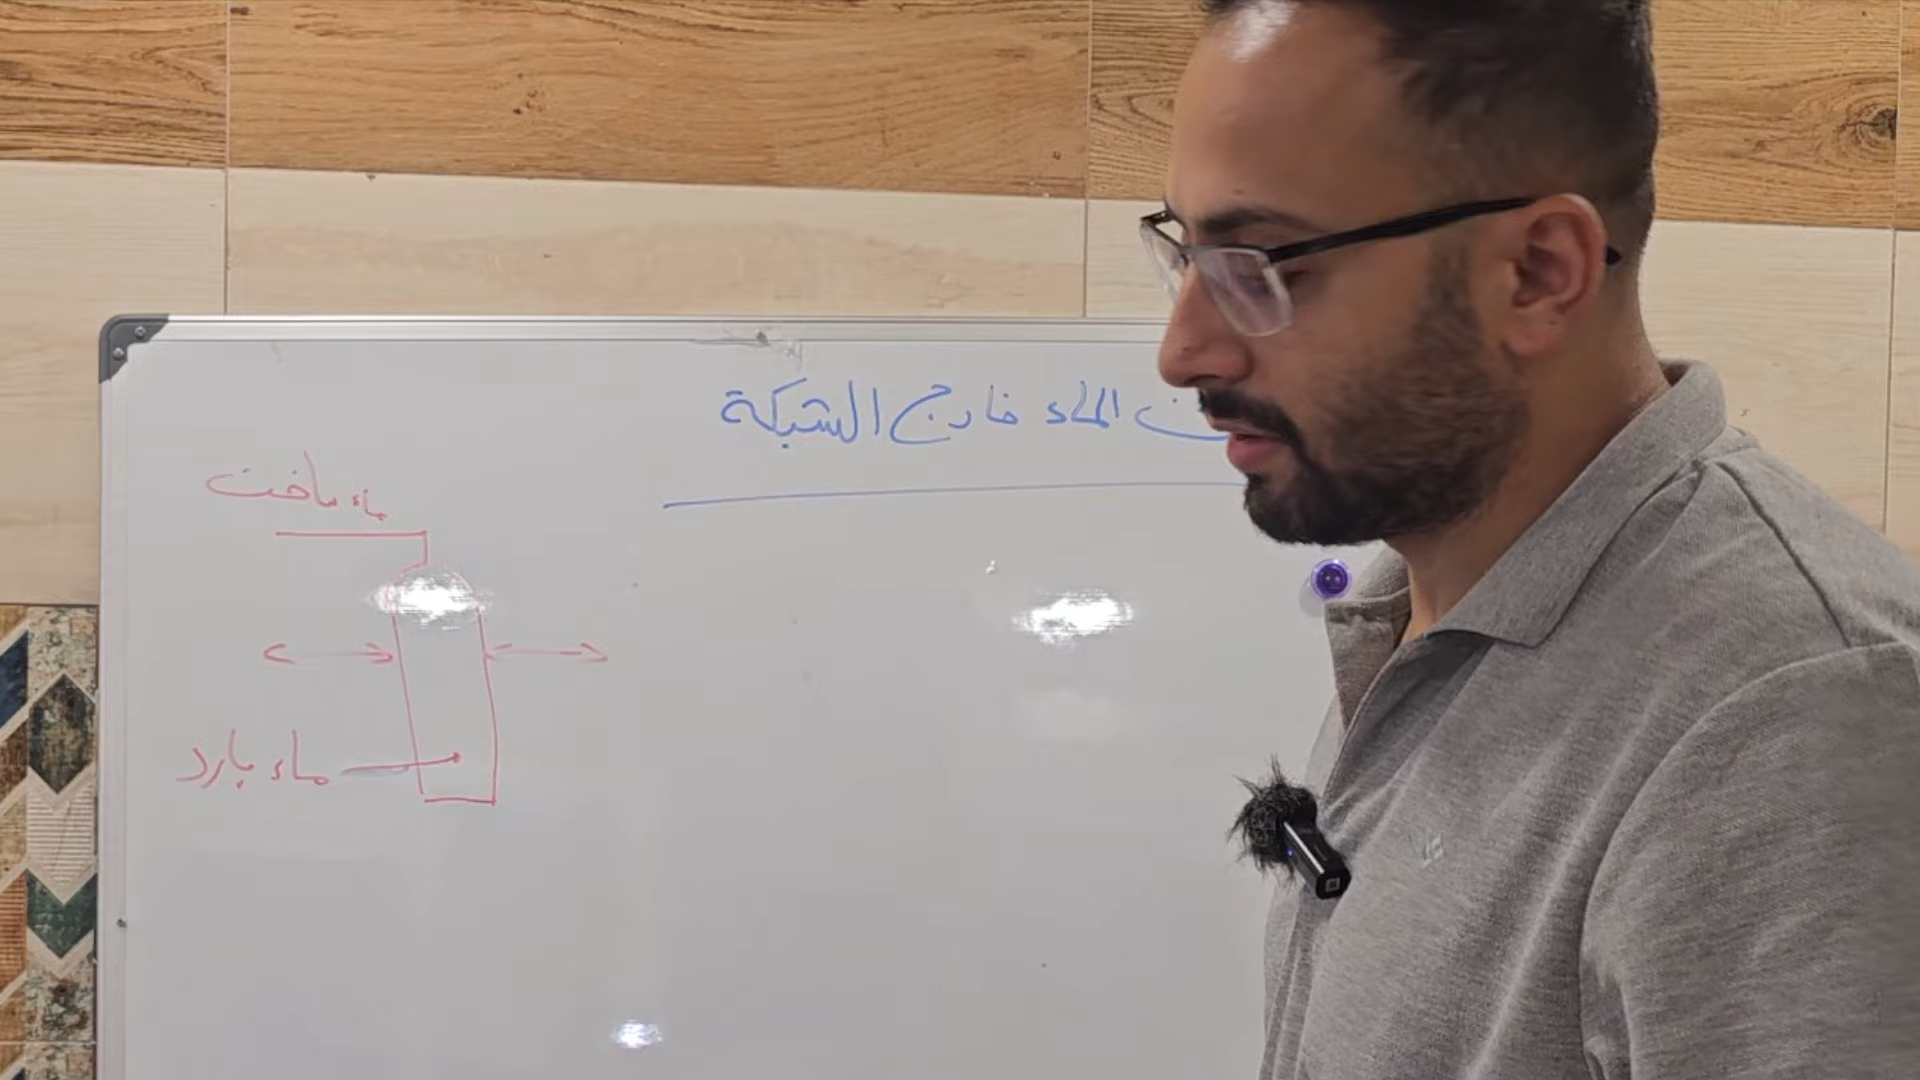 الماء خارج الشبكة
ماء ساخن
ماء بارد